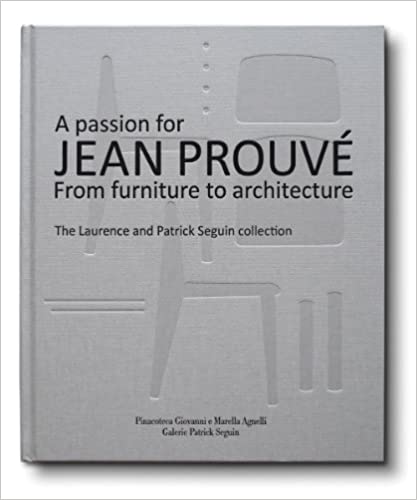 A passion for
JEAN PROUVÉ
From furniture to architecture
The Laurence and Patrick Seguin collection
Pinacoteca Giovanni e Marella Agnelli
Galerie Patrick Seguin